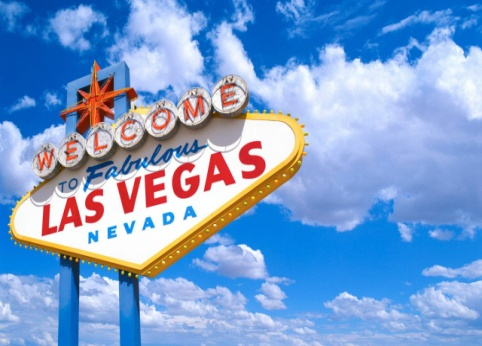 WELCOME
TO Fabulous
LAS VEGAS
NEVADA